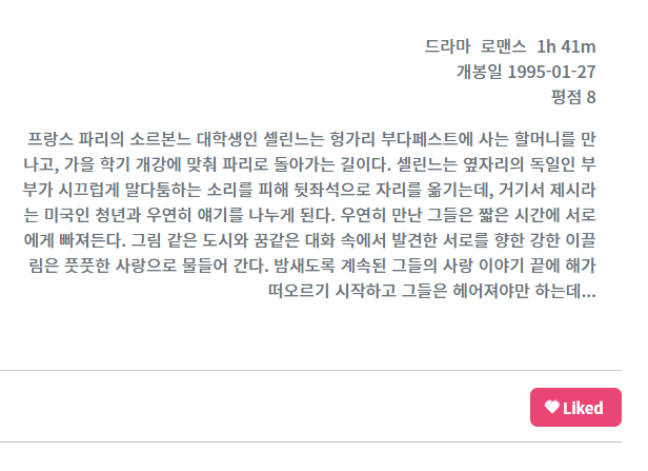 드라마 로맨스 1h 41m
개봉일 1995-01-27
평점 8
프랑스 파리의 소르본느 대학생인 셀린느는 헝가리 부다페스트에 사는 할머니를 만
나고, 가을 학기 개강에 맞춰 파리로 돌아가는 길이다. 셀린느는 옆자리의 독일인 부
부가 시끄럽게 말다툼하는 소리를 피해 뒷좌석으로 자리를 옮기는데, 거기서 제시라
는 미국인 청년과 우연히 얘기를 나누게 된다. 우연히 만난 그들은 짧은 시간에 서로
에게 빠져든다. 그림 같은 도시와 꿈같은 대화 속에서 발견한 서로를 향한 강한 이끌
림은 풋풋한 사랑으로 물들어 간다. 밤새도록 계속된 그들의 사랑 이야기 끝에 해가
떠오르기 시작하고 그들은 헤어져야만 하는데...
Liked